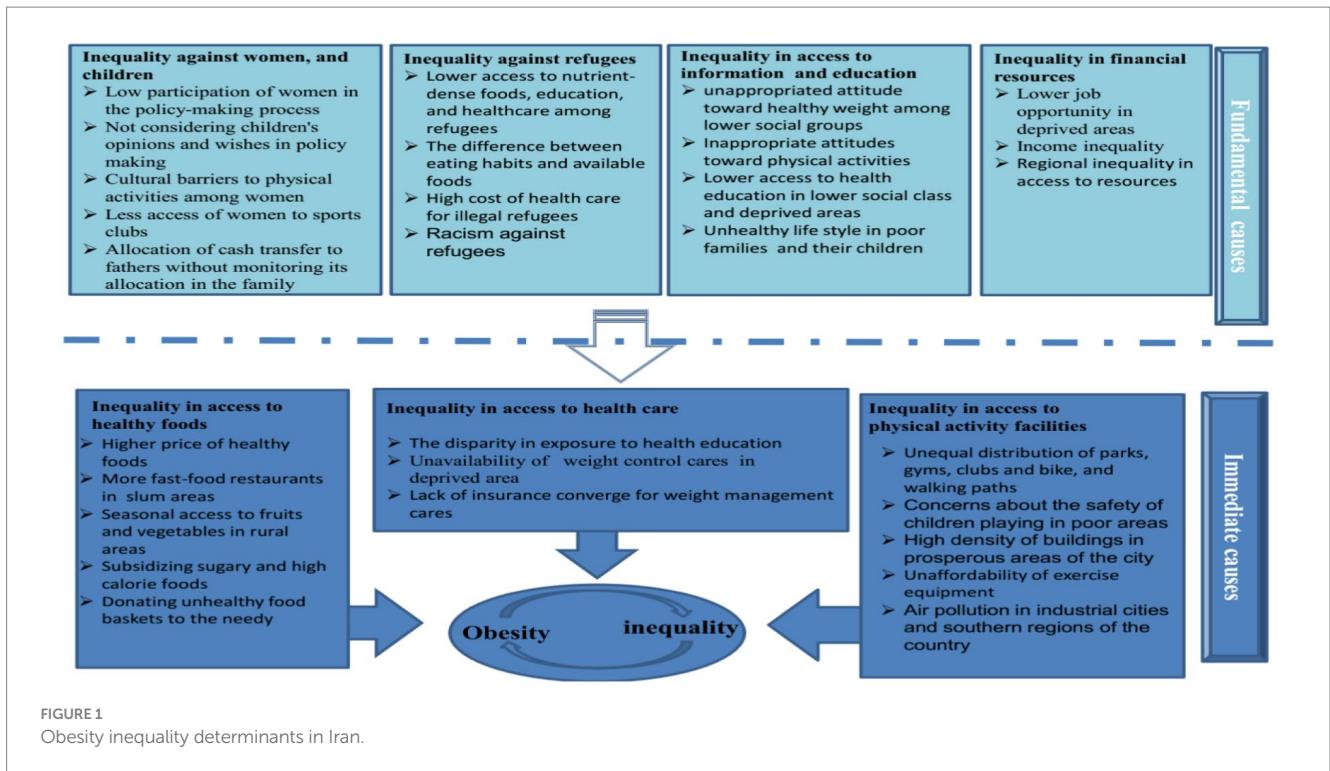 Inequality against women, and
children
➢ Low participation of women in
the policy-making process
➢ Not considering children's
opinions and wishes in policy
making
➢ Cultural barriers to physical
activities among women
➢ Less access of women to sports
clubs
➢ Allocation of cash transfer to
fathers without monitoring its
allocation in the family
Inequality against refugees
➢ Lower access to nutrient-
dense foods, education,
and healthcare among
refugees
➢ The difference between
eating habits and available
foods
➢ High cost of health care
for illegal refugees
➢ Racism against
refugees
Inequality in access to
information and education
➢ unappropriated attitude
toward healthy weight among
lower social groups
➢ Inappropriate attitudes
toward physical activities
➢ Lower access to health
education in lower social class
and deprived areas
➢ Unhealthy life style in poor
families and their children
Inequality in financial
resources
➢ Lower job
opportunity in
deprived areas
➢ Income inequality
➢ Regional inequality in
access to resources
Fundamental causes
Inequality in access to
healthy foods
➢ Higher price of healthy
foods
➢ More fast-food restaurants
in slum areas
➢ Seasonal access to fruits
and vegetables in rural
areas
➢ Subsidizing sugary and high
calorie foods
➢ Donating unhealthy food
baskets to the needy
Inequality in access to health care
➢ The disparity in exposure to health education
➢ Unavailability of weight control cares in
deprived area
➢ Lack of insurance converge for weight management
cares
Inequality in access to
physical activity facilities
➢ Unequal distribution of parks,
gyms, clubs and bike, and
walking paths
➢ Concerns about the safety of
children playing in poor areas
➢ High density of buildings in
prosperous areas of the city
➢ Unaffordability of exercise
equipment
➢ Air pollution in industrial cities
and southern regions of the
country
Immediate causes
Obesity inequality
FIGURE 1
Obesity inequality determinants in Iran.